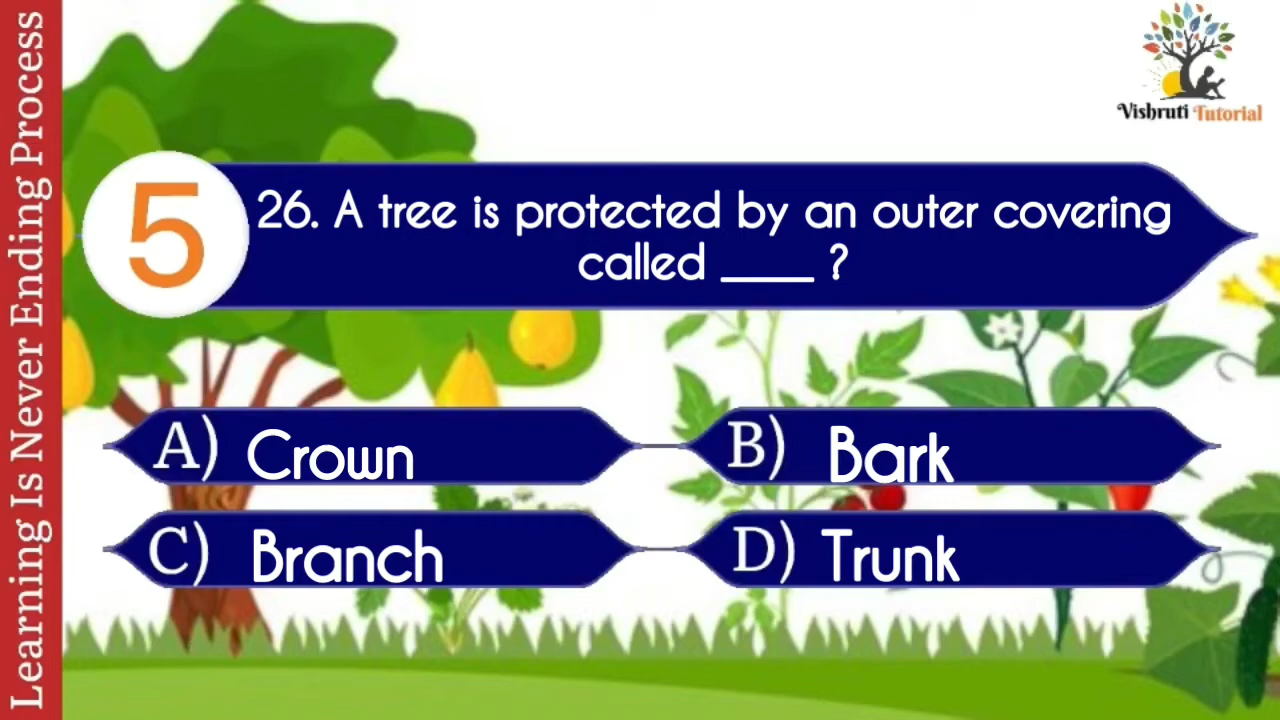 Learning Is Never Ending Process
Vishruti Tutorial
5
26. A tree is protected by an outer covering
called ____ ?
A) Crown
B) Bark
C) Branch
D) Trunk